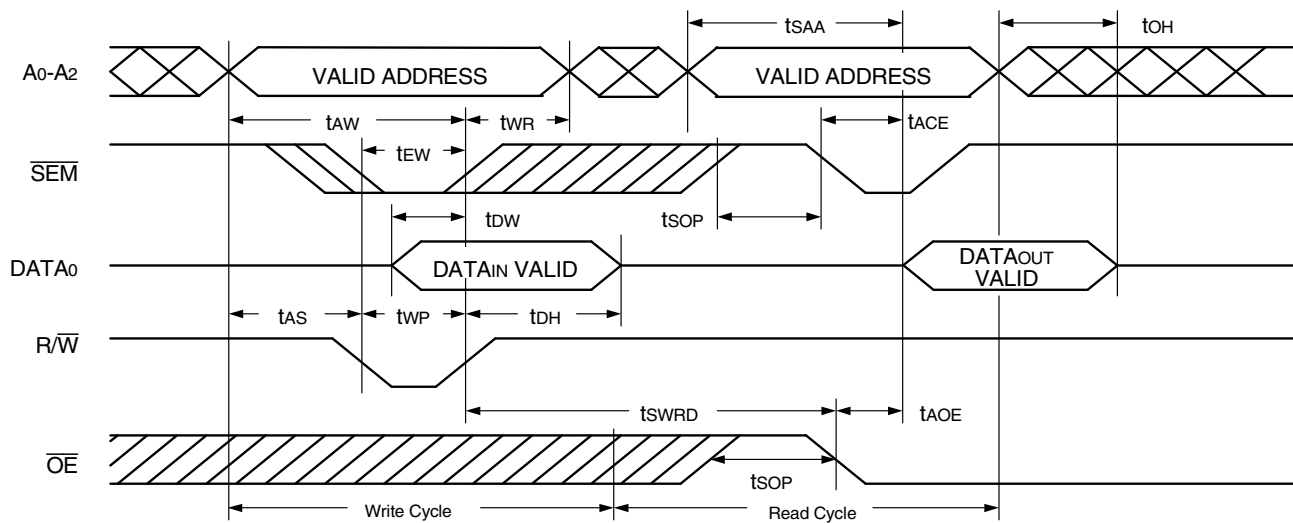 tSAA
tOH
A0-A2
VALID ADDRESS
VALID ADDRESS
tAW
tWR
tACE
tEW
SEM
tDW
tSOP
DATA0
DATAIN VALID
DATAOUT
VALID
tAS
tWP
tDH
R/W
tSWRD
tAOE
OE
tSOP
Write Cycle
Read Cycle